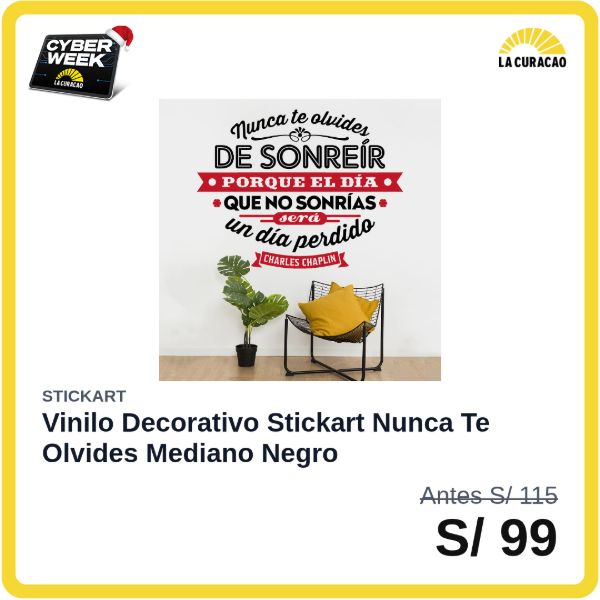 CYBER
WEEK
LA CURACAO
LA CURACAO
Nunca te olvides
DE SONREÍR
PORQUE EL DÍA
QUE NO SONRÍAS
será
un día perdido
CHARLES CHAPLIN
STICKART
Vinilo Decorativo Stickart Nunca Te
Olvides Mediano Negro
Antes S/ 115
S/ 99